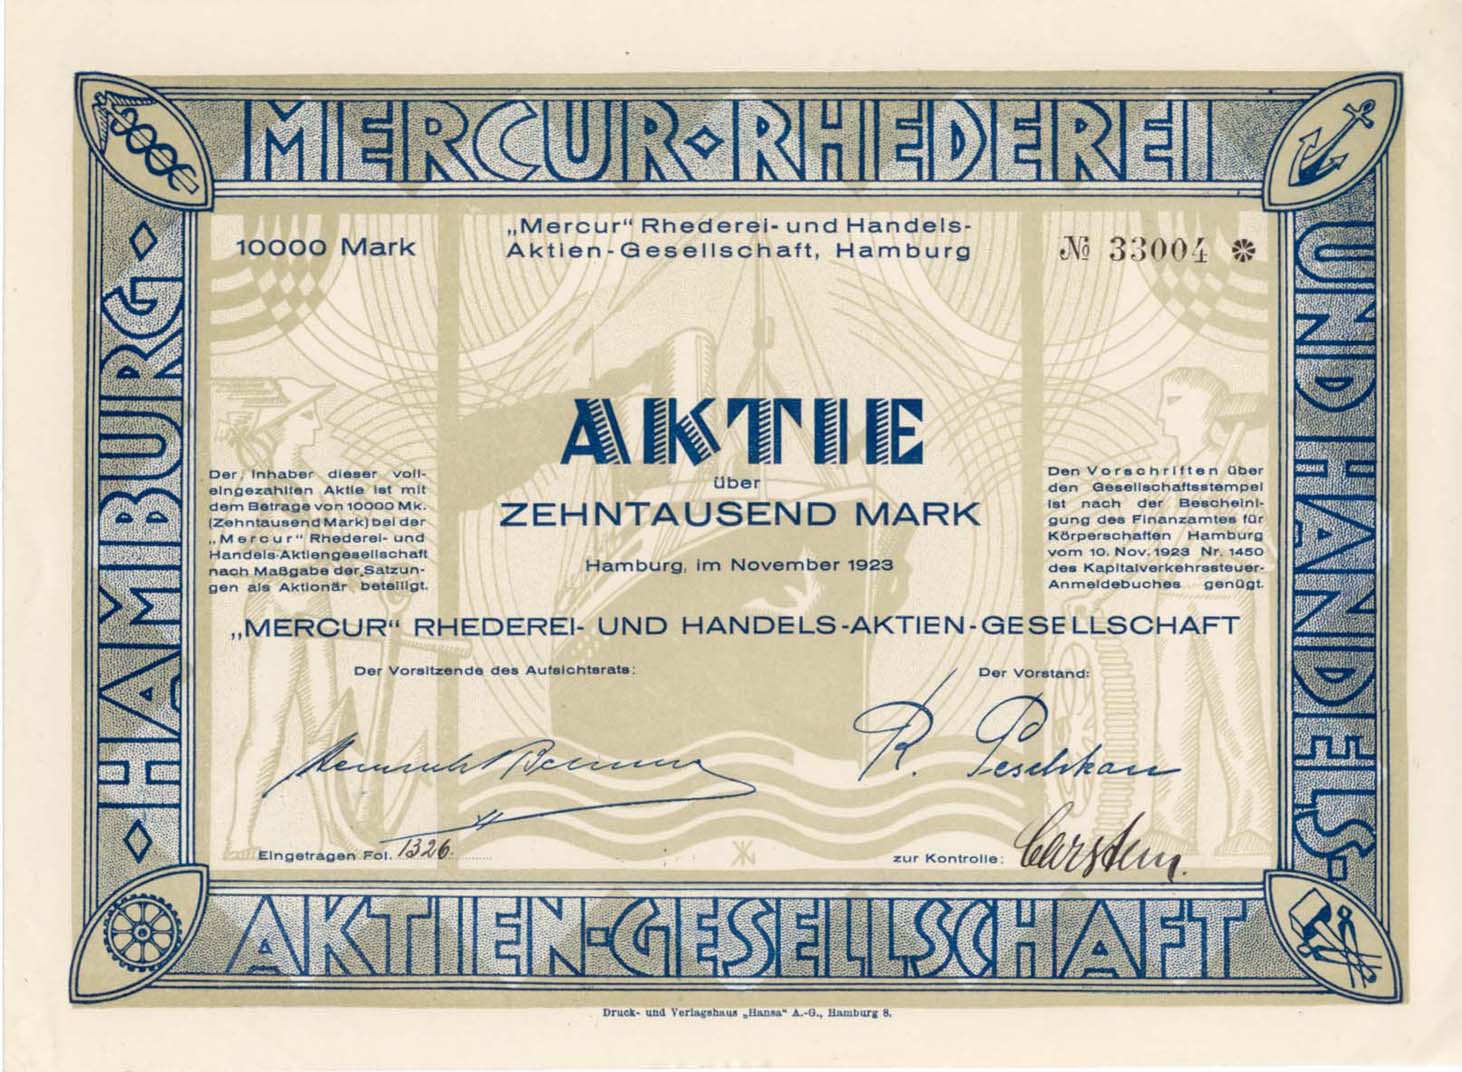 MERCUR RHEDEREI
UND HANDELS-
AKTIEN-GESELLSCHAFT
HAMBURG
10000 Mark
„Mercur“ Rhederei- und Handels-
Aktien-Gesellschaft, Hamburg
№ 33004
AKTIE
über
ZEHNTAUSEND MARK
Hamburg, im November 1923
Der Inhaber dieser voll-
eingezahlten Aktie ist mit
dem Betrage von 10000 Mk.
(Zehntausend Mark) bei der
„Mercur“ Rhederei- und
Handels-Aktiengesellschaft
nach Maßgabe der Satzun-
gen als Aktionär beteiligt.
Den Vorschriften über
den Gesellschaftsstempel
ist nach der Bescheini-
gung des Finanzamtes für
Körperschaften Hamburg
vom 10. Nov. 1923 Nr. 1450
des Kapitalverkehrssteuer-
Anmeldebuches genügt.
„MERCUR“ RHEDEREI- UND HANDELS-AKTIEN-GESELLSCHAFT
Der Vorsitzende des Aufsichtsrats:
Der Vorstand:
R. Peschkau
Eingetragen Fol. 1326.
zur Kontrolle: Carstens.
Druck- und Verlagshaus „Hansa“ A.-G., Hamburg 8.